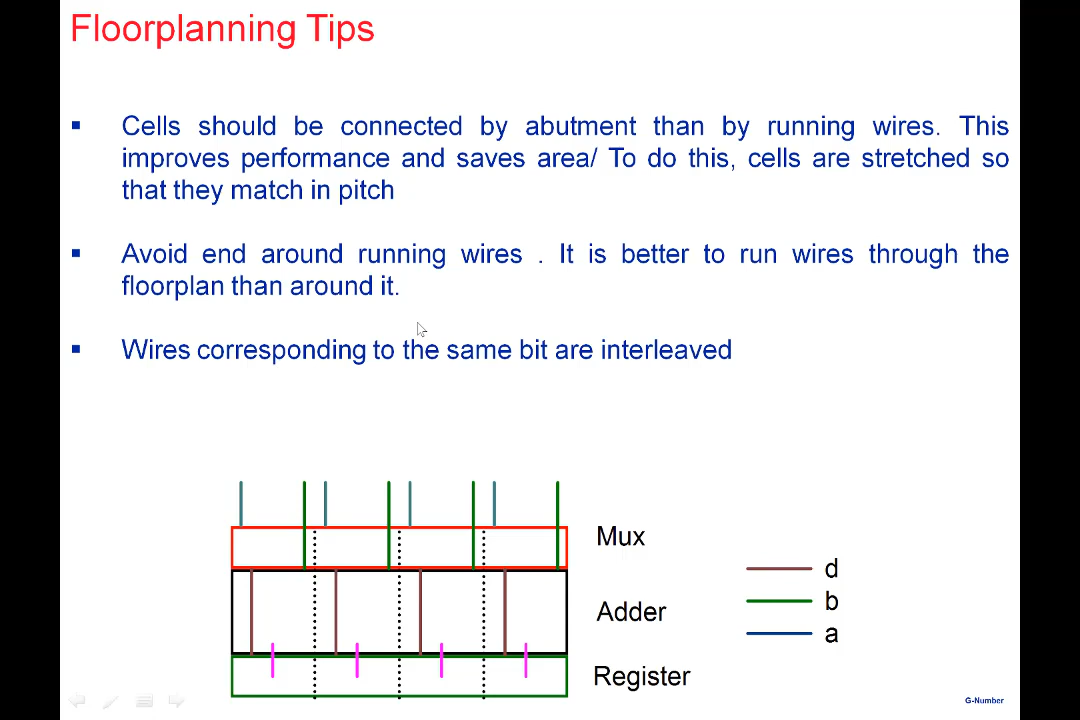 Floorplanning Tips
Cells should be connected by abutment than by running wires. This
improves performance and saves area/ To do this, cells are stretched so
that they match in pitch
Avoid end around running wires . It is better to run wires through the
floorplan than around it.
Wires corresponding to the same bit are interleaved
Mux
d
b
Adder
a
Register
G-Number